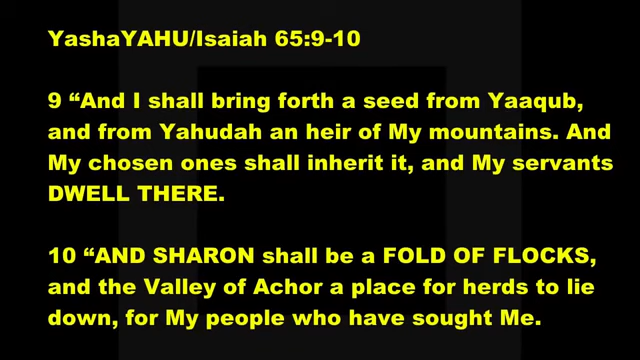 YashaYAHU/Isaiah 65:9-10
9 “And I shall bring forth a seed from Yaaqub,
and from Yahudah an heir of My mountains. And
My chosen ones shall inherit it, and My servants
DWELL THERE.
10 “AND SHARON shall be a FOLD OF FLOCKS,
and the Valley of Achor a place for herds to lie
down, for My people who have sought Me.